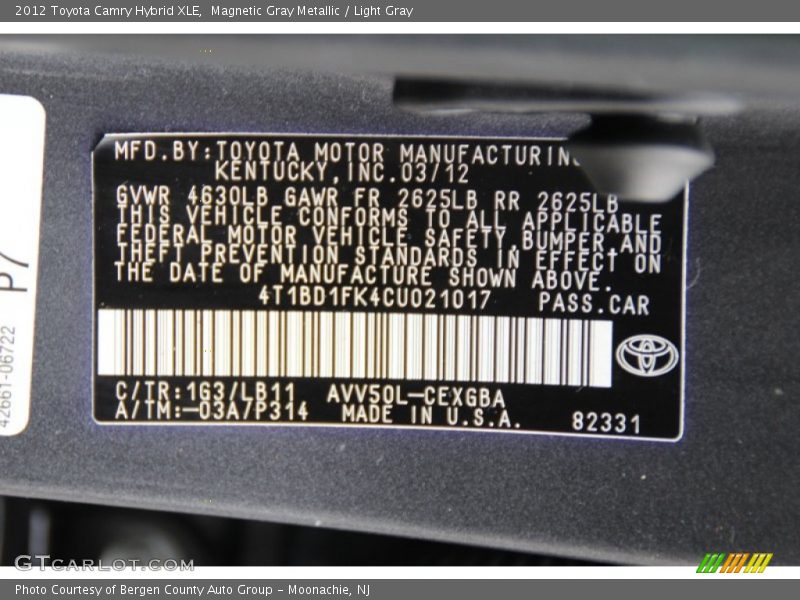 2012 Toyota Camry Hybrid XLE, Magnetic Gray Metallic / Light Gray
MFD.BY:TOYOTA MOTOR MANUFACTURING
KENTUCKY,INC.03/12
GVWR 4630LB GAWR FR 2625LB RR 2625LB
THIS VEHICLE CONFORMS TO ALL APPLICABLE
FEDERAL MOTOR VEHICLE SAFETY,BUMPER,AND
THEFT PREVENTION STANDARDS IN EFFECT ON
THE DATE OF MANUFACTURE SHOWN ABOVE.
4T1BD1FK4CU021017 PASS.CAR
C/TR:1G3/LB11 AVV50L-CEXGBA
A/TM:-03A/P314 MADE IN U.S.A. 82331
P7
42661-06722
GTCARLOT.COM
Photo Courtesy of Bergen County Auto Group - Moonachie, NJ